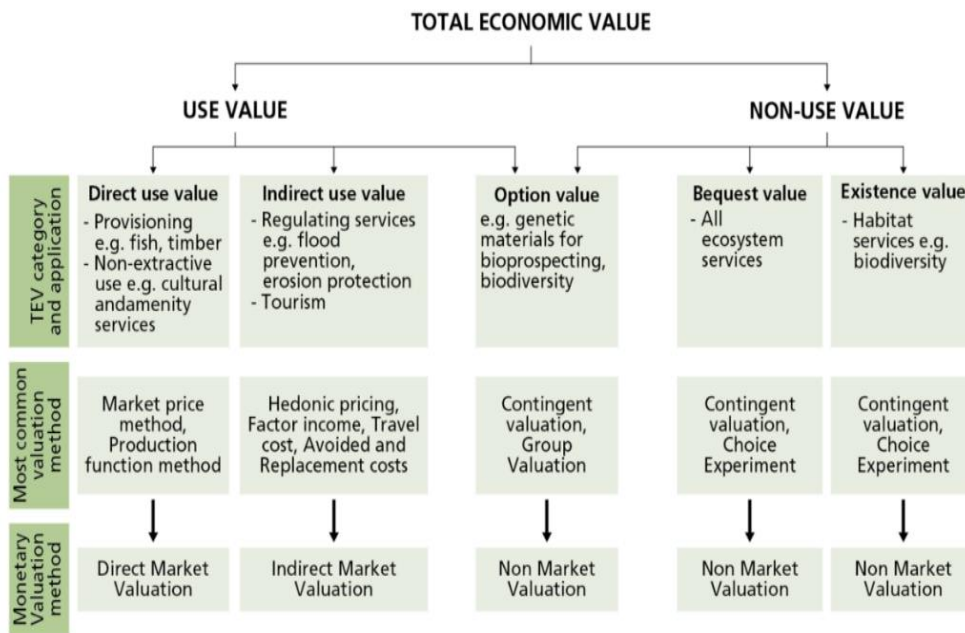 TOTAL ECONOMIC VALUE
USE VALUE
NON-USE VALUE
TEV category
and application
Direct use value
- Provisioning
e.g. fish, timber
- Non-extractive
use e.g. cultural
andamenity
services
Indirect use value
- Regulating services
e.g. flood
prevention,
erosion protection
- Tourism
Option value
e.g. genetic
materials for
bioprospecting,
biodiversity
Bequest value
- All
ecosystem
services
Existence value
- Habitat
services e.g.
biodiversity
Most common
valuation
method
Market price
method,
Production
function method
Hedonic pricing,
Factor income, Travel
cost, Avoided and
Replacement costs
Contingent
valuation,
Group
Valuation
Contingent
valuation,
Choice
Experiment
Contingent
valuation,
Choice
Experiment
Monetary
Valuation
method
Direct Market
Valuation
Indirect Market
Valuation
Non Market
Valuation
Non Market
Valuation
Non Market
Valuation